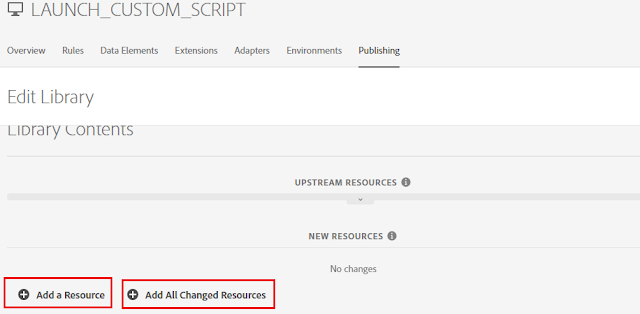 LAUNCH_CUSTOM_SCRIPT
Overview Rules Data Elements Extensions Adapters Environments Publishing
Edit Library
Library Contents
UPSTREAM RESOURCES
NEW RESOURCES
No changes
Add a Resource Add All Changed Resources